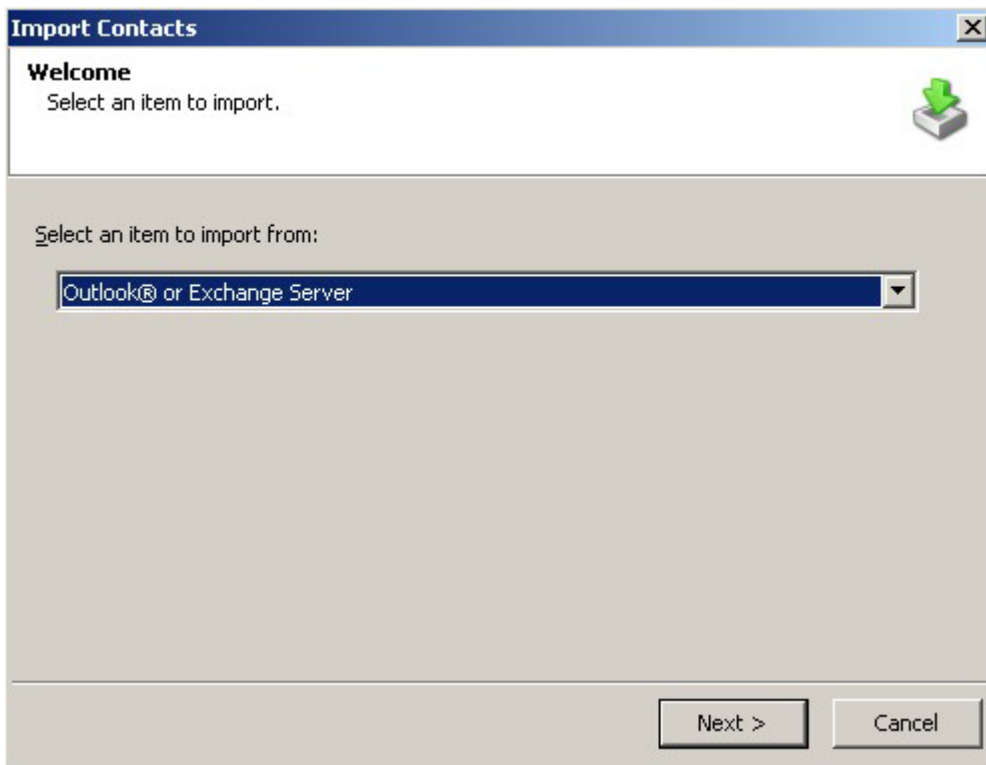 Import Contacts
Welcome
Select an item to import.
Select an item to import from:
Outlook® or Exchange Server
Next >
Cancel